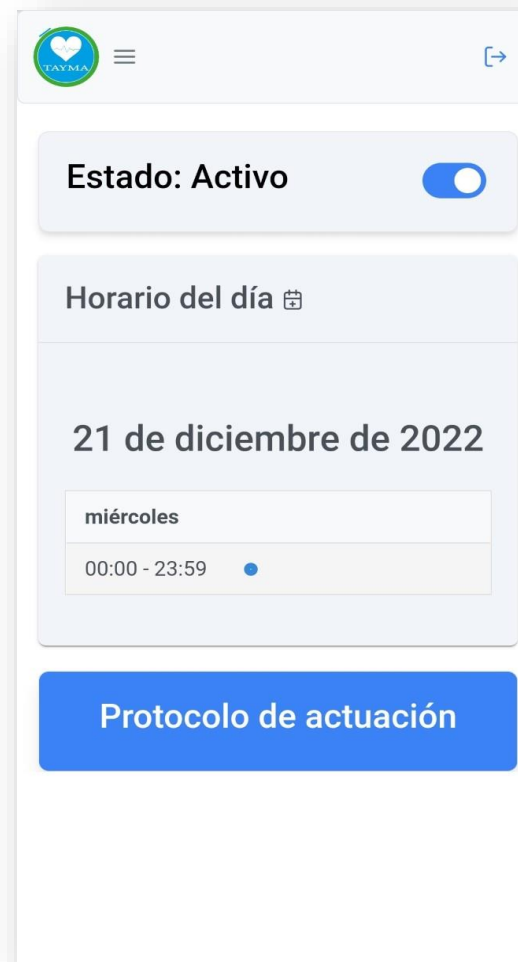 TAYMA
Estado: Activo
Horario del día
21 de diciembre de 2022
miércoles
00:00 - 23:59
Protocolo de actuación